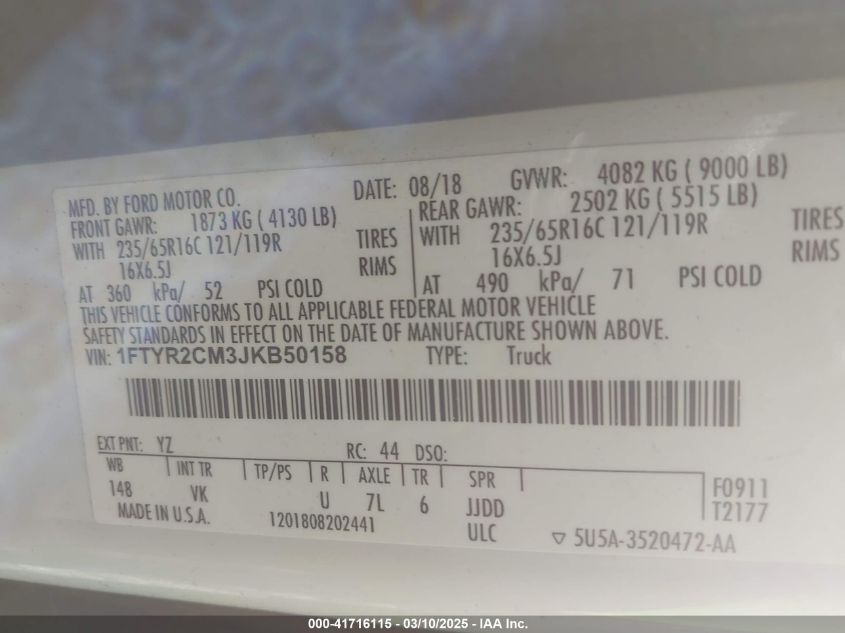 MFD. BY FORD MOTOR CO. DATE: 08/18 GVWR: 4082 KG ( 9000 LB)
FRONT GAWR: 1873 KG ( 4130 LB) REAR GAWR: 2502 KG ( 5515 LB)
WITH 235/65R16C 121/119R TIRES WITH 235/65R16C 121/119R TIRES
16X6.5J RIMS 16X6.5J RIMS
AT 360 kPa/ 52 PSI COLD AT 490 kPa/ 71 PSI COLD
THIS VEHICLE CONFORMS TO ALL APPLICABLE FEDERAL MOTOR VEHICLE
SAFETY STANDARDS IN EFFECT ON THE DATE OF MANUFACTURE SHOWN ABOVE.
VIN: 1FTYR2CM3JKB50158 TYPE: Truck
EXT PNT: YZ RC: 44 DSO:
WB INT TR TP/PS R AXLE TR SPR F0911
148 VK U 7L 6 JJDD T2177
MADE IN U.S.A. 1201808202441 ULC ▽ 5U5A-3520472-AA
000-41716115 - 03/10/2025 - IAA Inc.